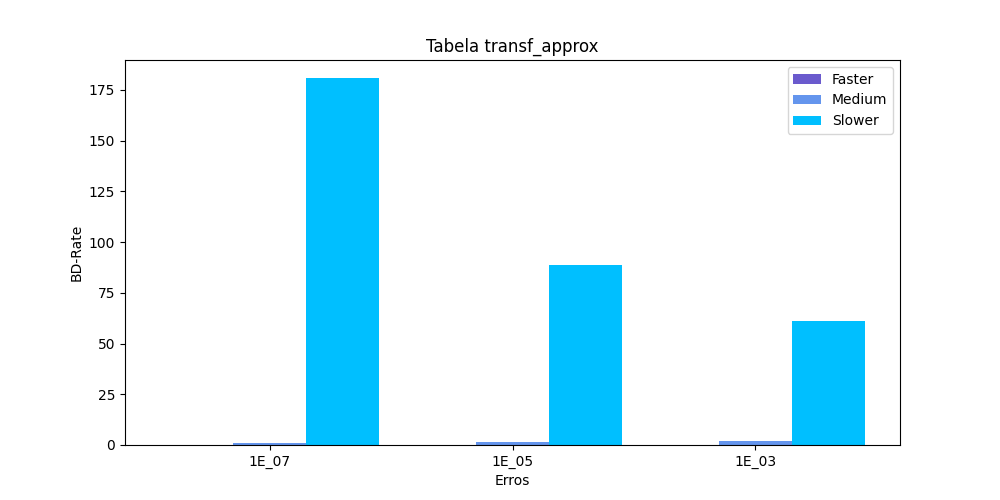 Tabela transf_approx
Faster
Medium
Slower
175
150
125
100
75
50
25
0
BD-Rate
1E_07
1E_05
1E_03
Erros